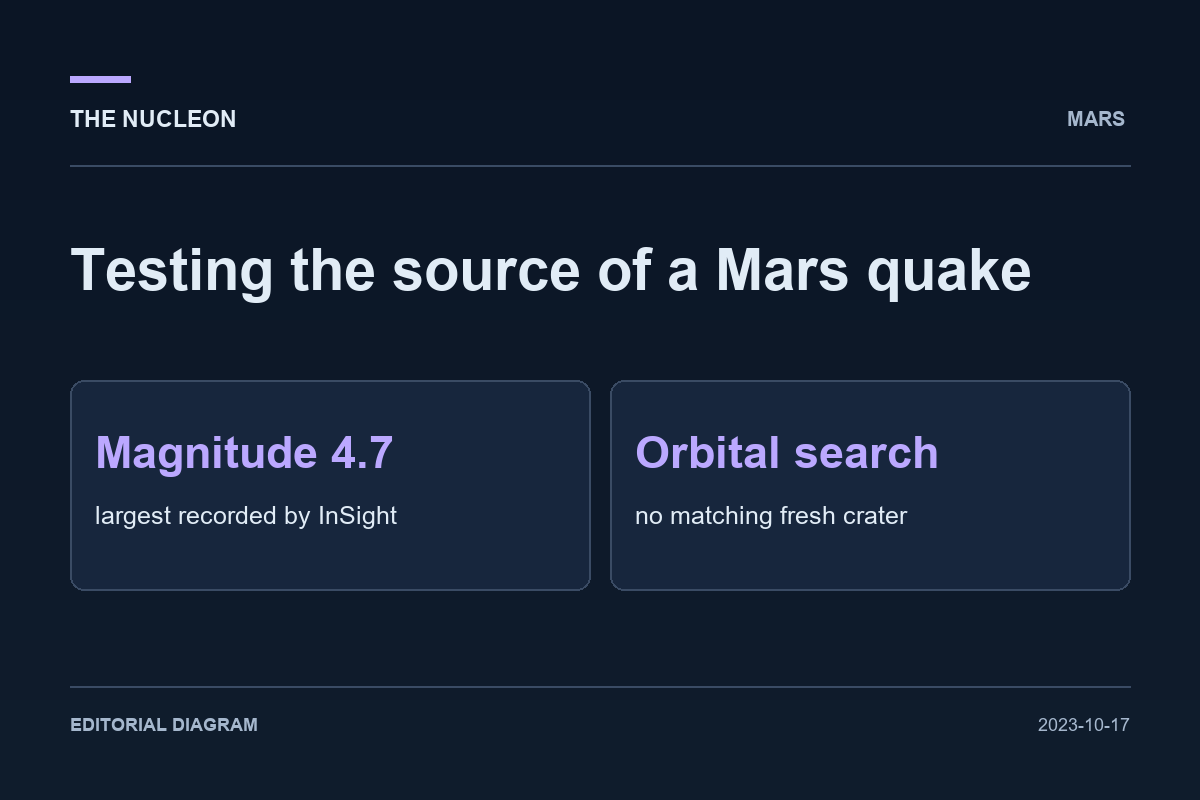 THE NUCLEON
MARS
Testing the source of a Mars quake
Magnitude 4.7
largest recorded by InSight
Orbital search
no matching fresh crater
EDITORIAL DIAGRAM
2023-10-17